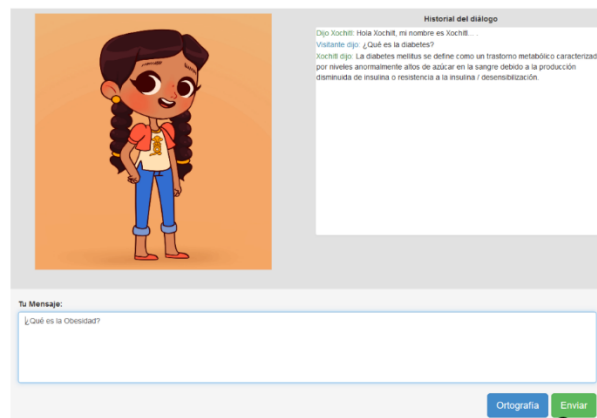 Historial del diálogo
Dijo Xochitl: Hola Xochitl, mi nombre es Xochitl.. . .
Visitante dijo: ¿Qué es la diabetes?
Xochitl dijo: La diabetes mellitus se define como un trastorno metabólico caracterizad
por niveles anormalmente altos de azúcar en la sangre debido a la producción
disminuida de insulina o resistencia a la insulina / desensibilización.
Tu Mensaje:
¿Qué es la Obesidad?
Ortografía
Enviar